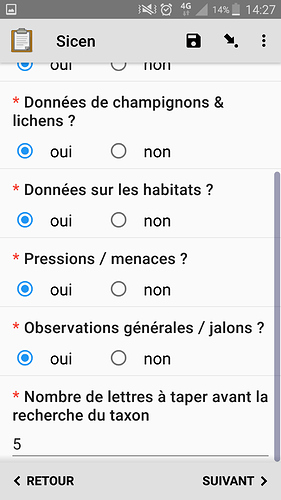 4G 14% 14:27
Sicen
oui non
* Données de champignons &
lichens ?
oui non
* Données sur les habitats ?
oui non
* Pressions / menaces ?
oui non
* Observations générales / jalons ?
oui non
* Nombre de lettres à taper avant la
recherche du taxon
5
RETOUR SUIVANT